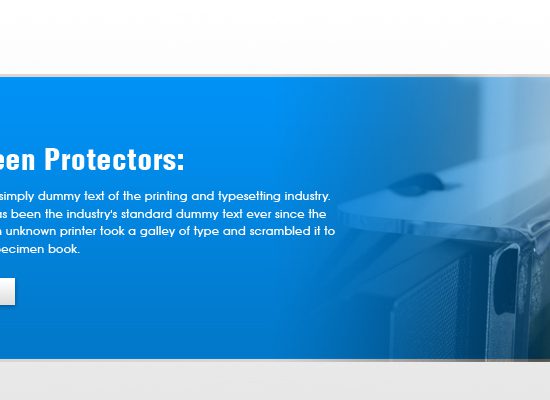 een Protectors:
simply dummy text of the printing and typesetting industry.
as been the industry's standard dummy text ever since the
unknown printer took a galley of type and scrambled it to
pecimen book.